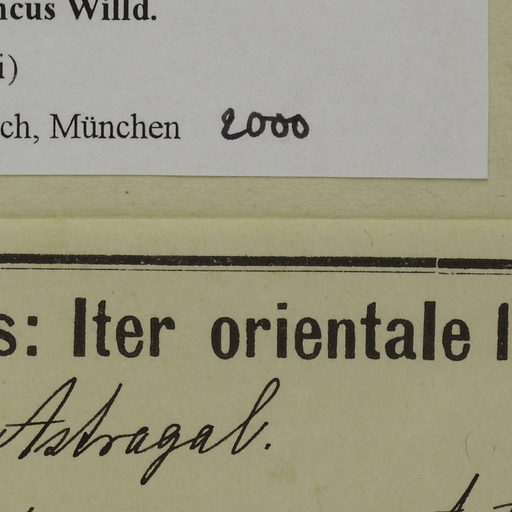 ncus Willd.
i)
ch, München 2000
s: Iter orientale I
Astragal.